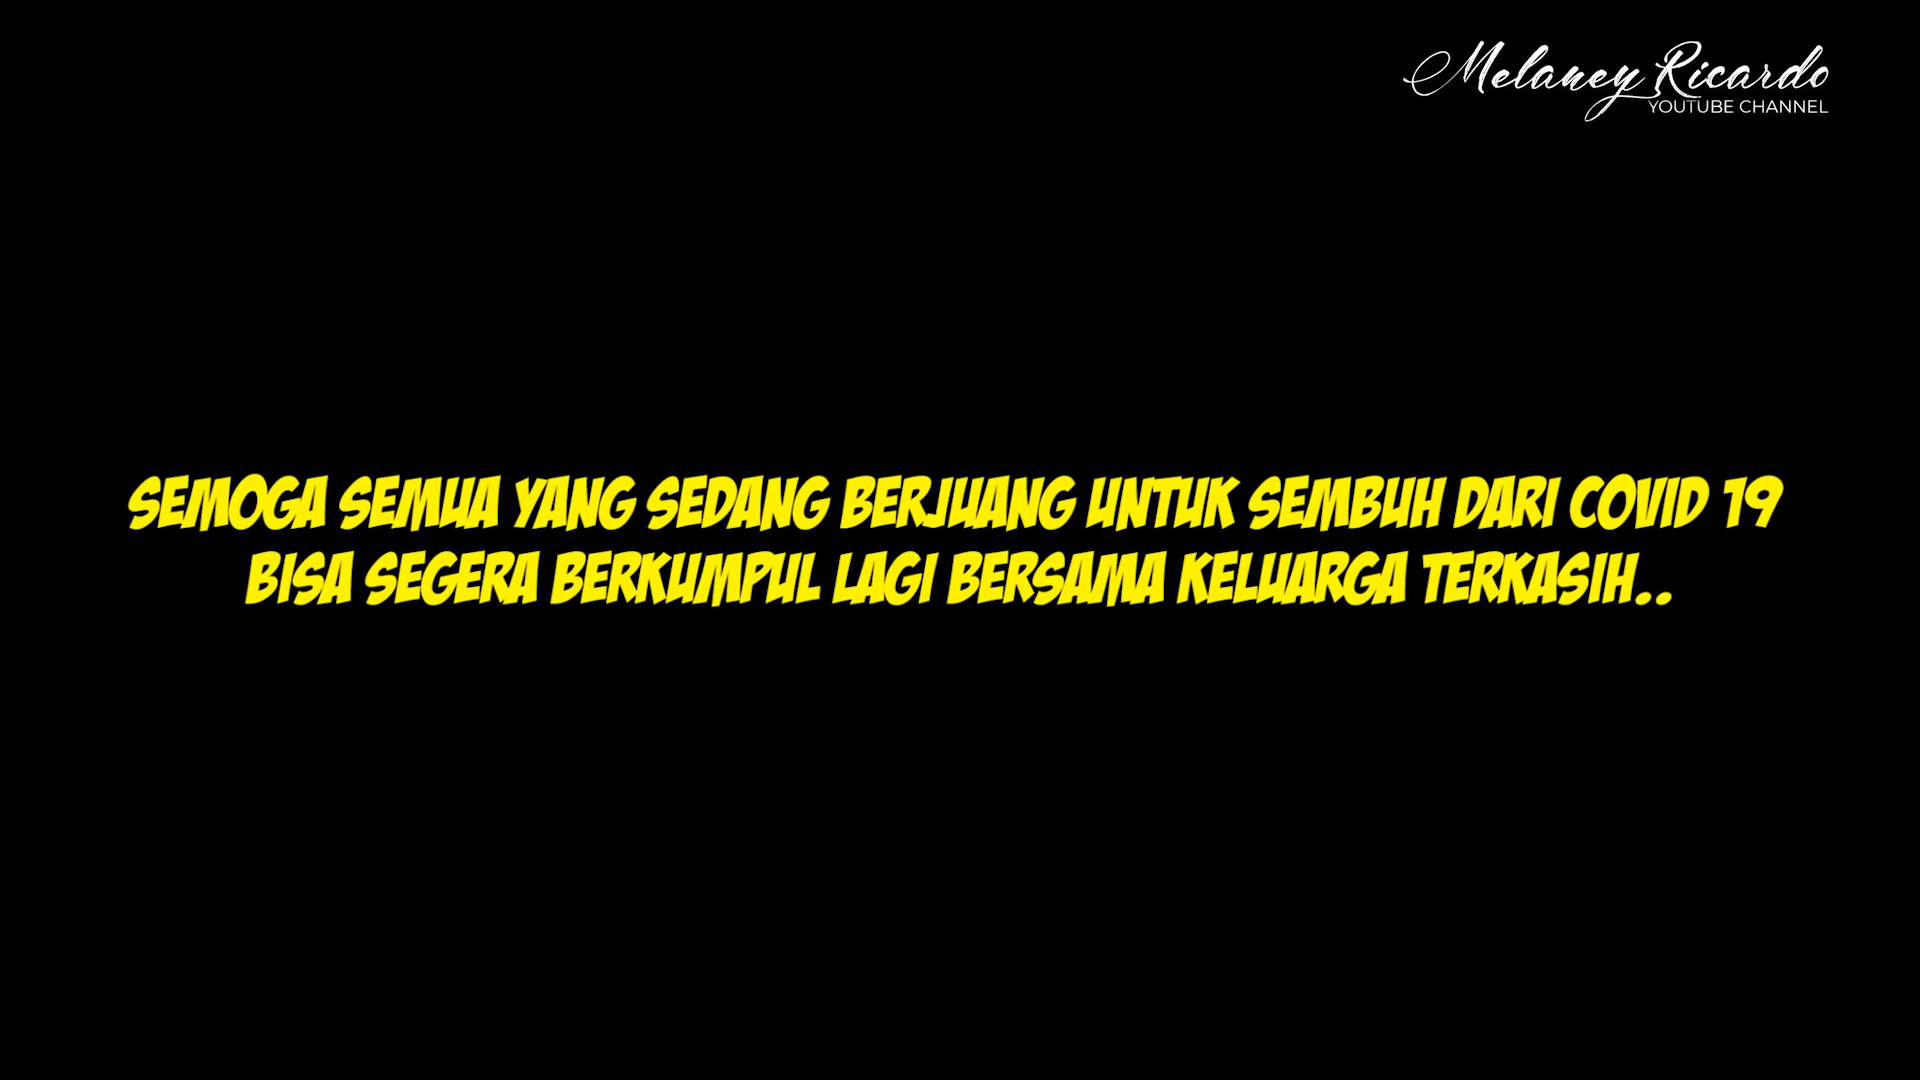 Melaney Ricardo
YOUTUBE CHANNEL
SEMOGA SEMUA YANG SEDANG BERJUANG UNTUK SEMBUH DARI COVID 19
BISA SEGERA BERKUMPUL LAGI BERSAMA KELUARGA TERKASIH..